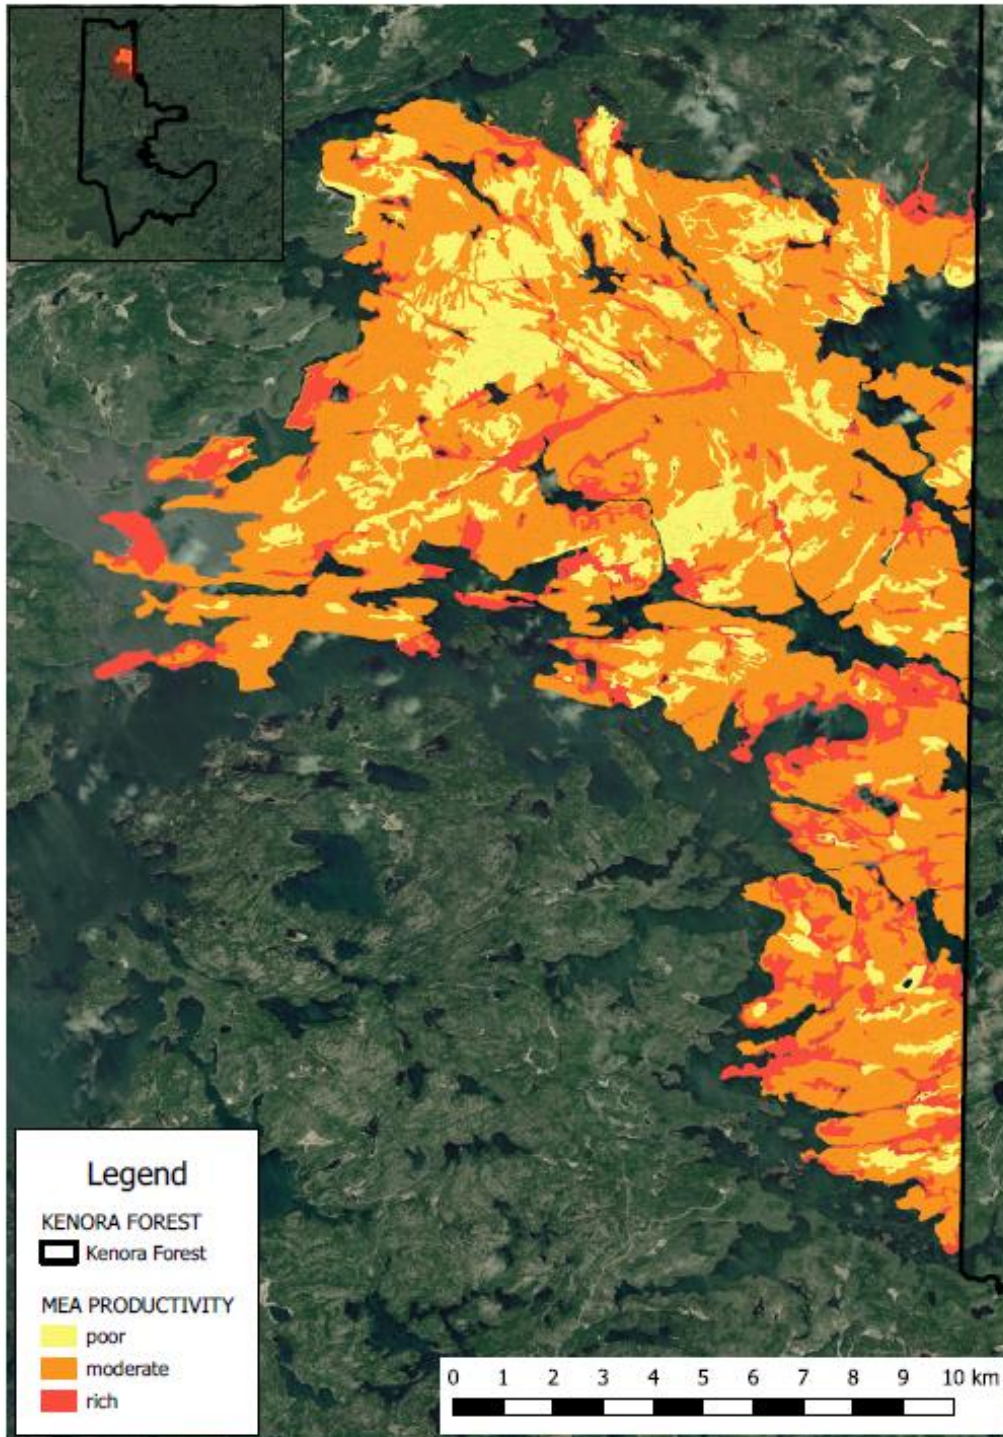 Legend
KENORA FOREST
Kenora Forest
MEA PRODUCTIVITY
poor
moderate
rich
0 1 2 3 4 5 6 7 8 9 10 km